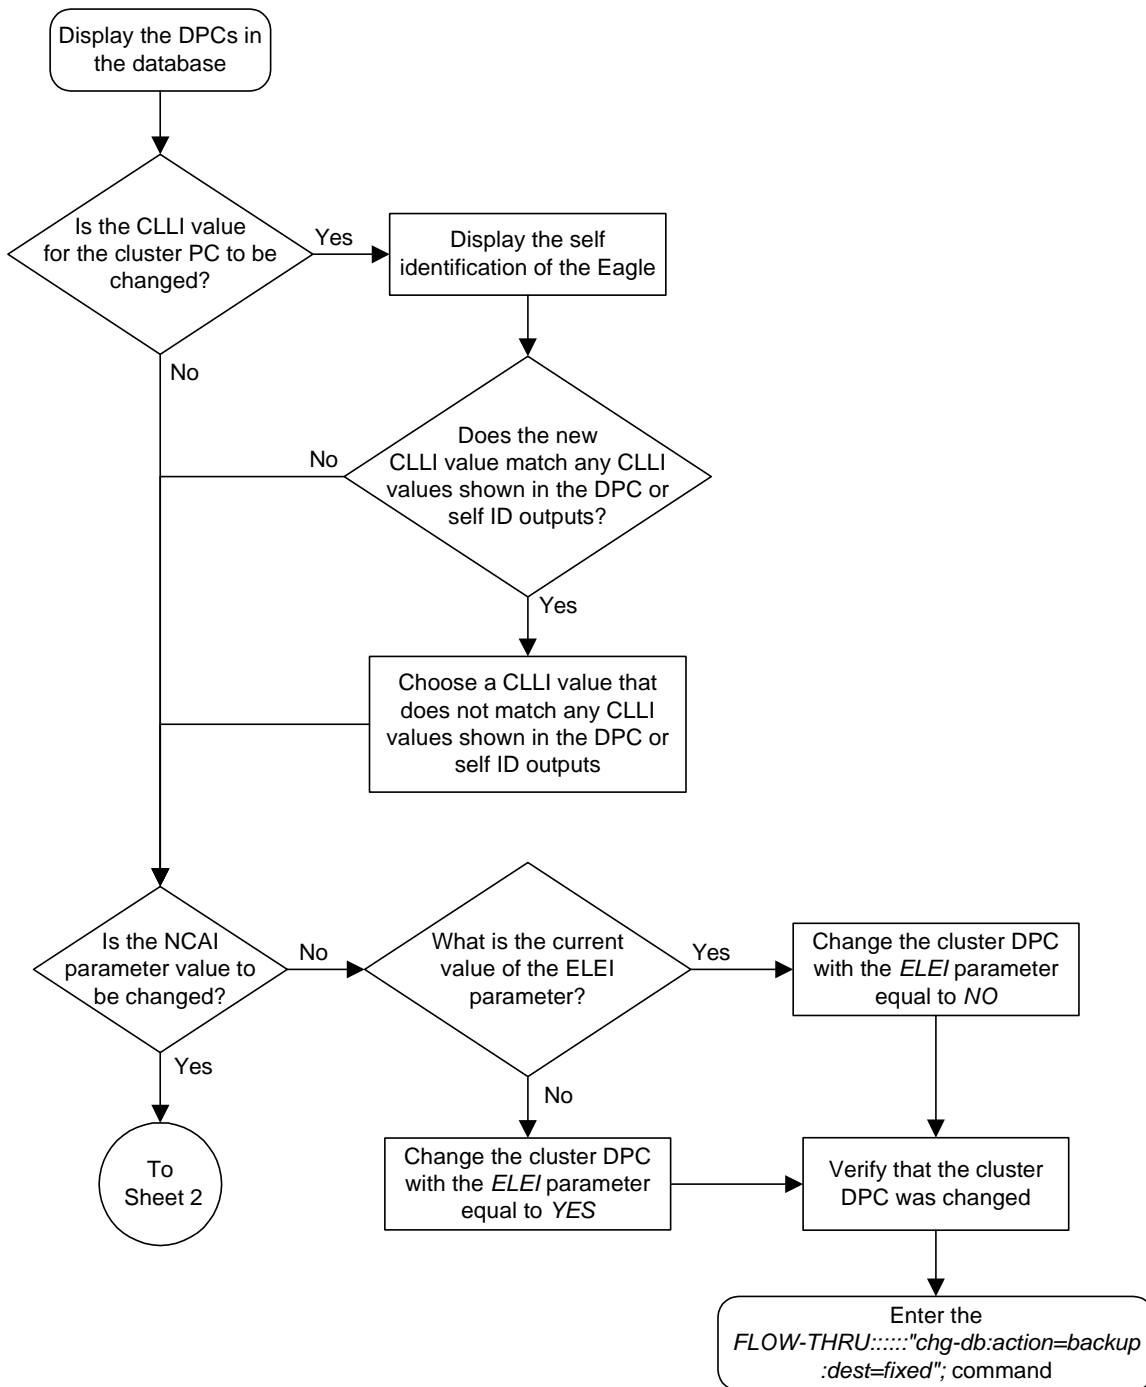 Display the DPCs in
the database
Is the CLLI value
for the cluster PC to be
changed?
Yes
Display the self
identification of the Eagle
No
Does the new
CLLI value match any CLLI
values shown in the DPC or
self ID outputs?
No
Yes
Choose a CLLI value that
does not match any CLLI
values shown in the DPC or
self ID outputs
Is the NCAI
parameter value to
be changed?
No
What is the current
value of the ELEI
parameter?
Yes
Change the cluster DPC
with the ELEI parameter
equal to NO
Yes
No
To
Sheet 2
Change the cluster DPC
with the ELEI parameter
equal to YES
Verify that the cluster
DPC was changed
Enter the
FLOW-THRU::::::"chg-db:action=backup
:dest=fixed"; command